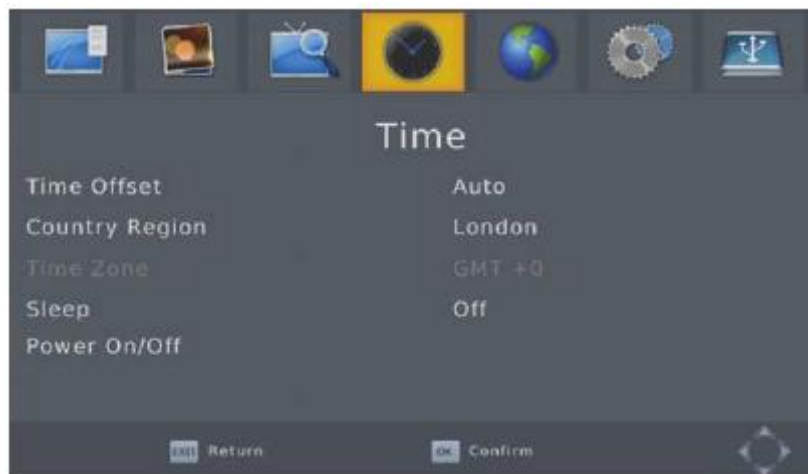 Time
Time Offset Auto
Country Region London
Time Zone GMT +0
Sleep Off
Power On/Off
EXIT Return OK Confirm